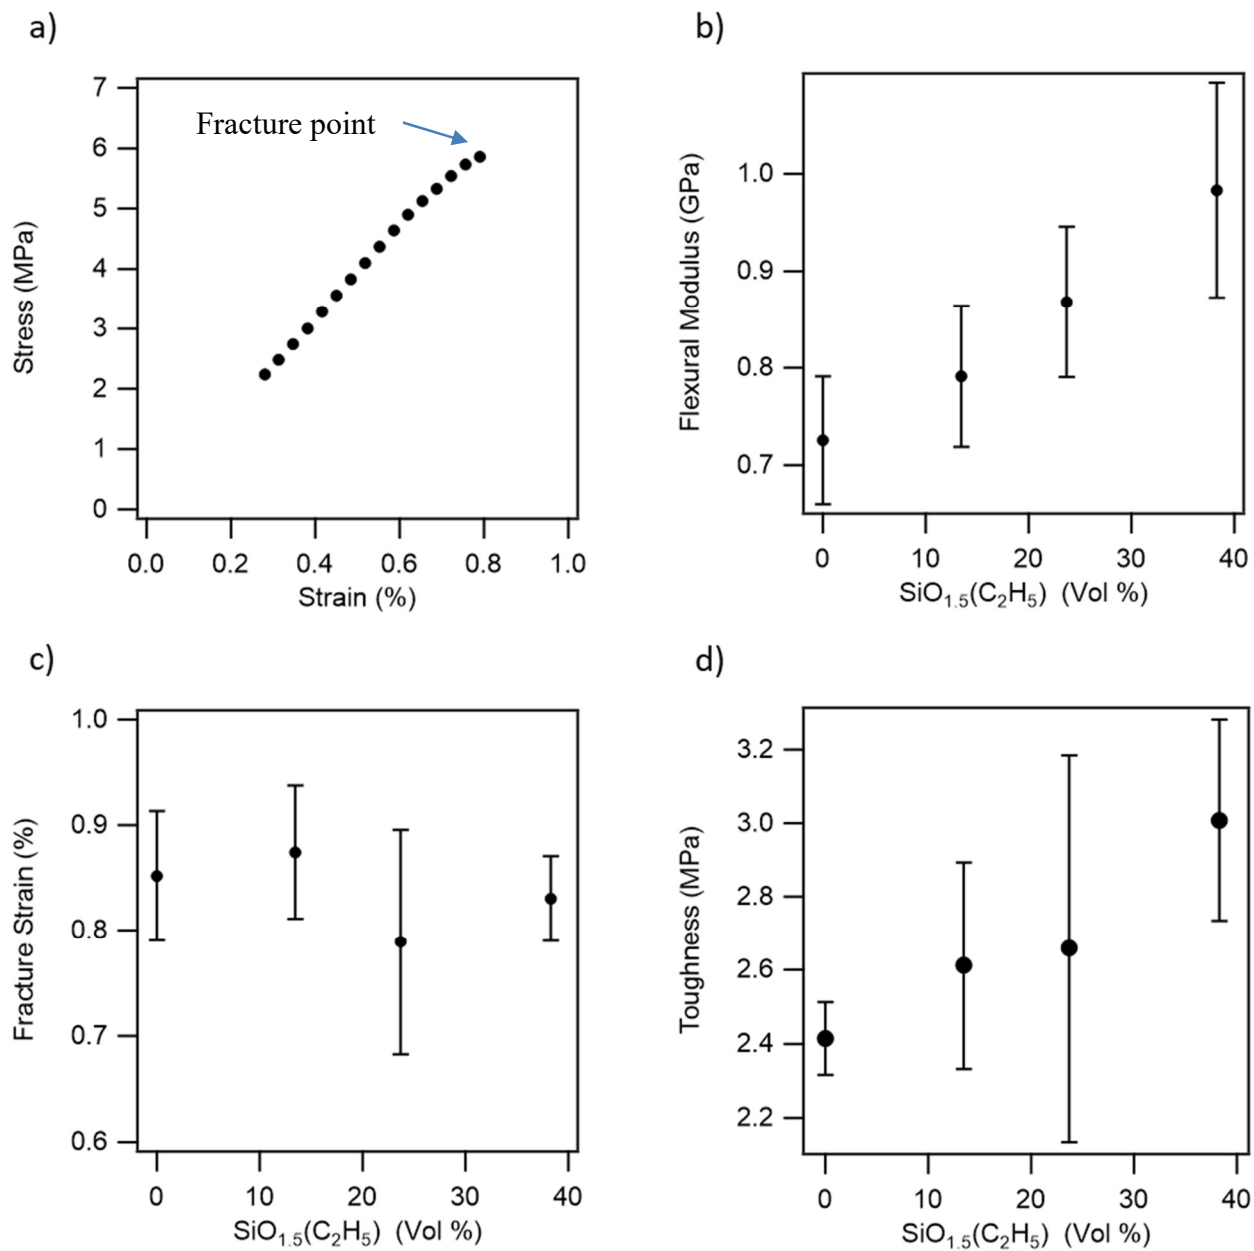 a)
Stress (MPa)
7
6
5
4
3
2
1
0
Fracture point
0.0 0.2 0.4 0.6 0.8 1.0
Strain (%)
b)
Flexural Modulus (GPa)
1.0
0.9
0.8
0.7
0 10 20 30 40
SiO1.5(C2H5) (Vol %)
c)
Fracture Strain (%)
1.0
0.9
0.8
0.7
0.6
0 10 20 30 40
SiO1.5(C2H5) (Vol %)
d)
Toughness (MPa)
3.2
3.0
2.8
2.6
2.4
2.2
0 10 20 30 40
SiO1.5(C2H5) (Vol %)